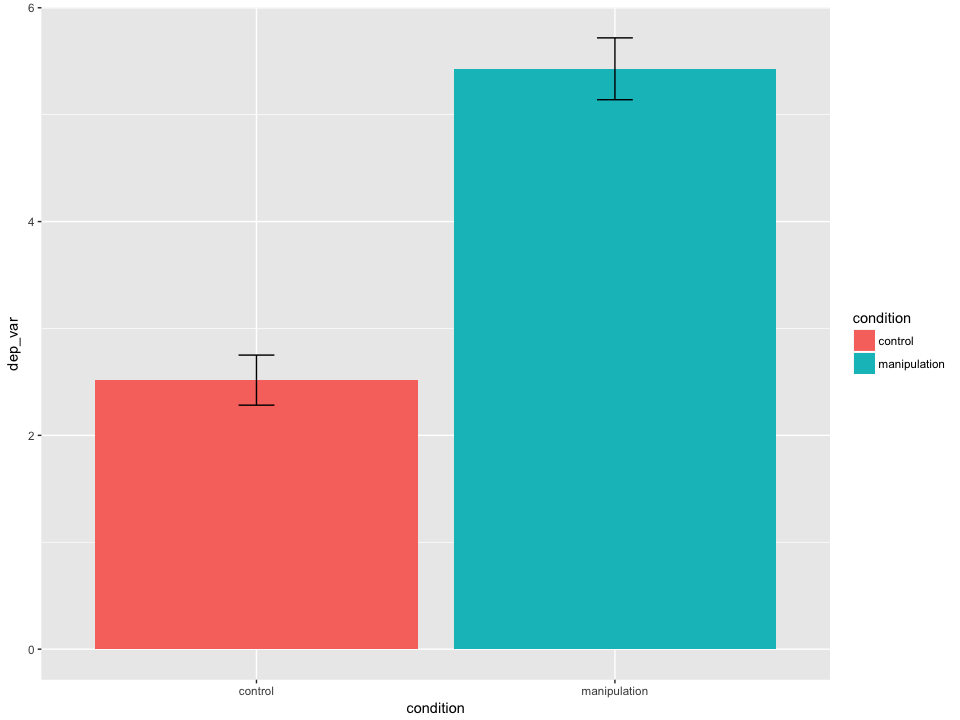 6
4
2
0
dep_var
control
manipulation
condition
condition
control
manipulation